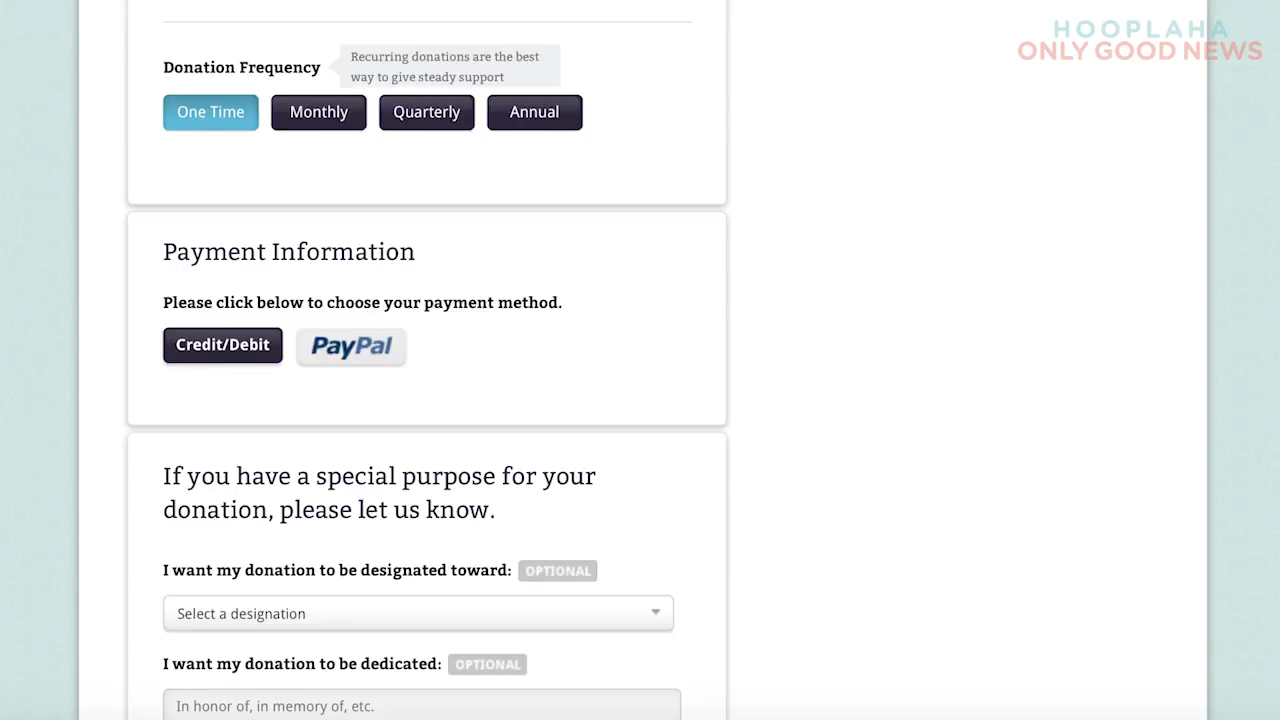 HOOPLAHA
ONLY GOOD NEWS
Donation Frequency
Recurring donations are the best
way to give steady support
One Time
Monthly
Quarterly
Annual
Payment Information
Please click below to choose your payment method.
Credit/Debit
PayPal
If you have a special purpose for your
donation, please let us know.
I want my donation to be designated toward: OPTIONAL
Select a designation
I want my donation to be dedicated: OPTIONAL
In honor of, in memory of, etc.